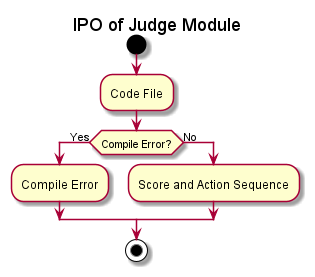 IPO of Judge Module
Code File
Yes
Compile Error?
No
Compile Error
Score and Action Sequence